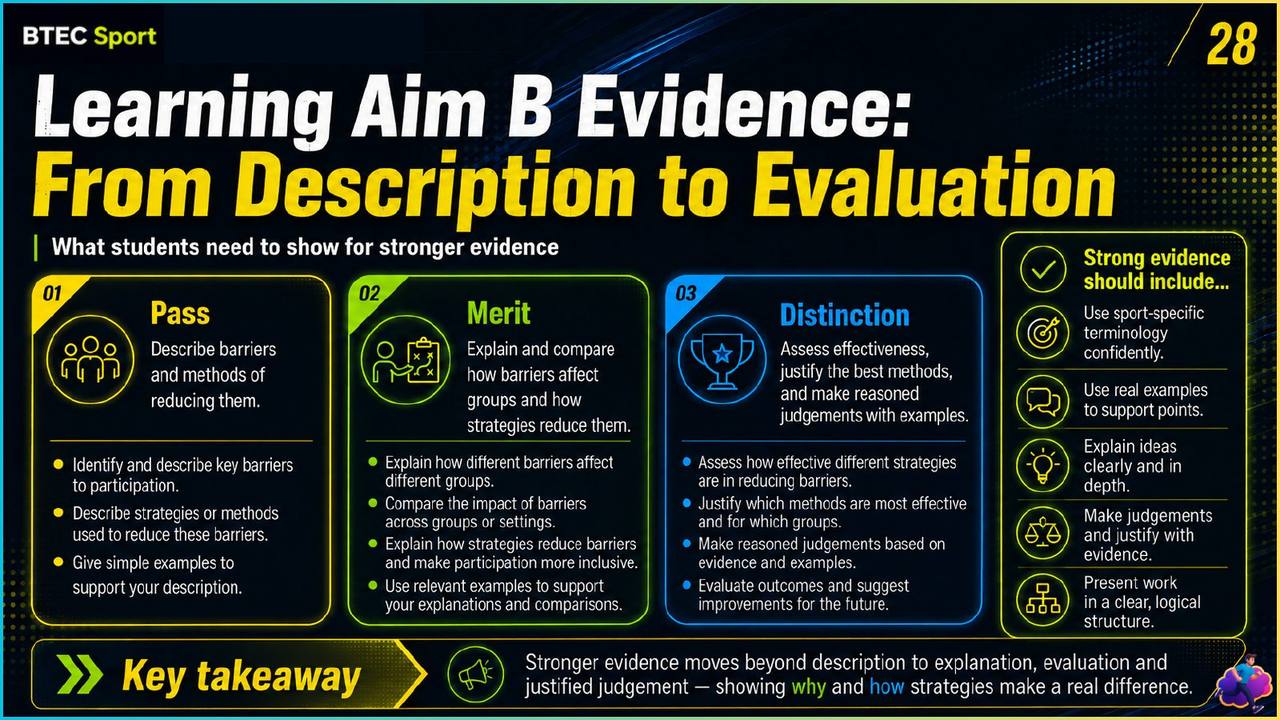 BTEC Sport
28
Learning Aim B Evidence:
From Description to Evaluation
What students need to show for stronger evidence
01
Pass
Describe barriers
and methods of
reducing them.
Identify and describe key barriers
to participation.
Describe strategies or methods
used to reduce these barriers.
Give simple examples to
support your description.
02
Merit
Explain and compare
how barriers affect
groups and how
strategies reduce them.
Explain how different barriers affect
different groups.
Compare the impact of barriers
across groups or settings.
Explain how strategies reduce barriers
and make participation more inclusive.
Use relevant examples to support
your explanations and comparisons.
03
Distinction
Assess effectiveness,
justify the best methods,
and make reasoned
judgements with examples.
Assess how effective different strategies
are in reducing barriers.
Justify which methods are most effective
and for which groups.
Make reasoned judgements based on
evidence and examples.
Evaluate outcomes and suggest
improvements for the future.
Strong evidence
should include...
Use sport-specific
terminology
confidently.
Use real examples
to support points.
Explain ideas
clearly and in
depth.
Make judgements
and justify with
evidence.
Present work
in a clear, logical
structure.
Key takeaway
Stronger evidence moves beyond description to explanation, evaluation and
justified judgement — showing why and how strategies make a real difference.